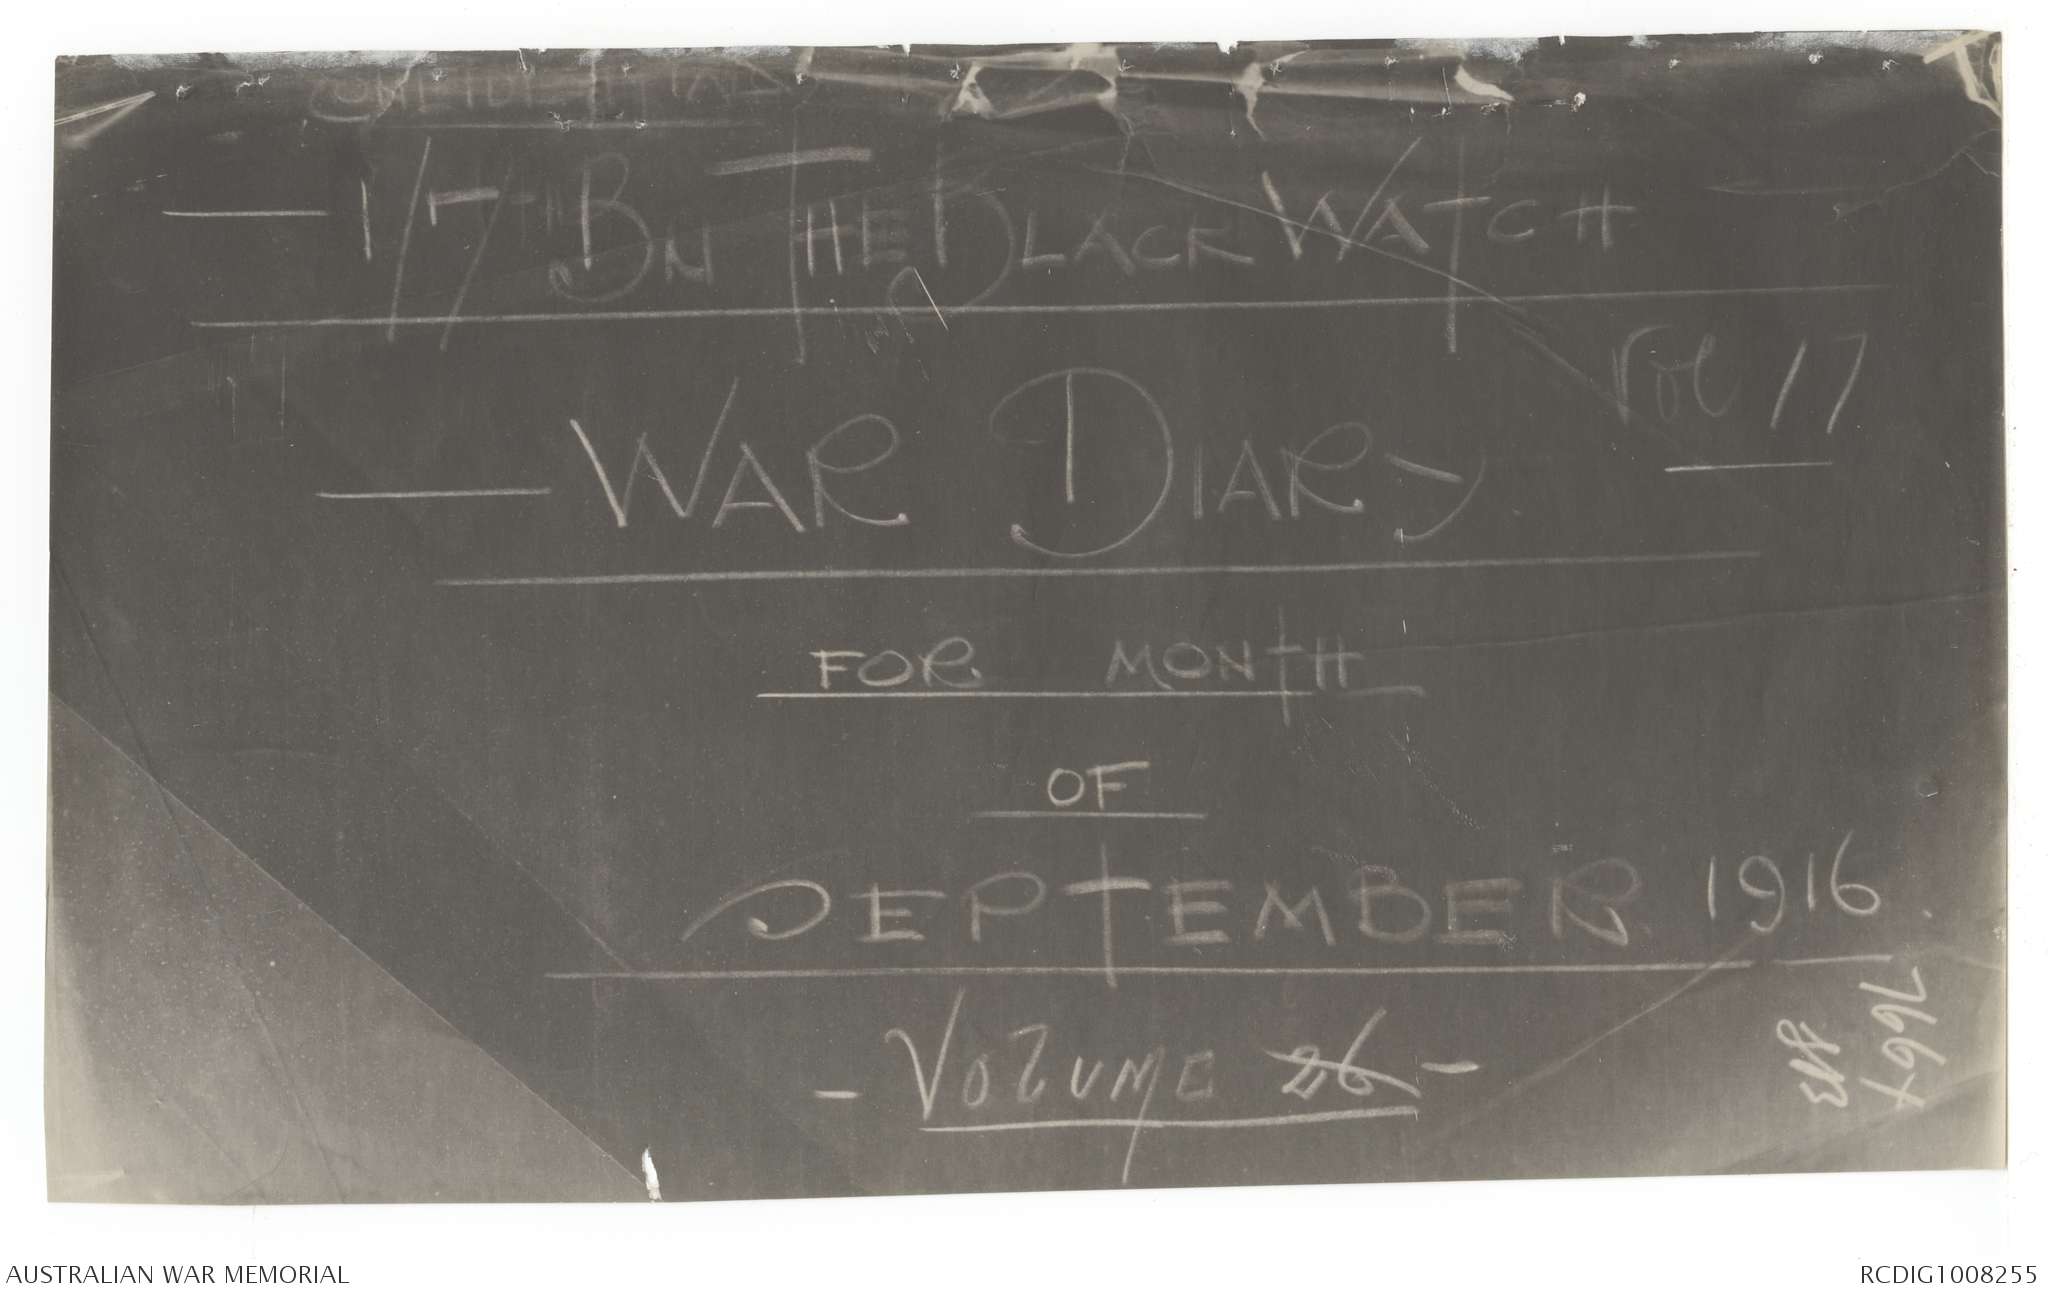 CONFIDENTIAL
— 1/7TH BN THE BLACK WATCH
Vol 17
— WAR DIARY
FOR MONTH
OF
SEPTEMBER 1916
- VOLUME 26 -
AUSTRALIAN WAR MEMORIAL
RCDIG1008255